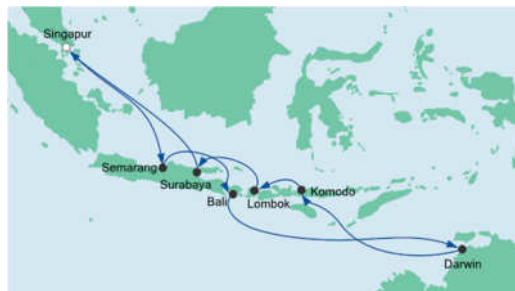 Singapur
Semarang
Surabaya
Bali
Lombok
Komodo
Darwin